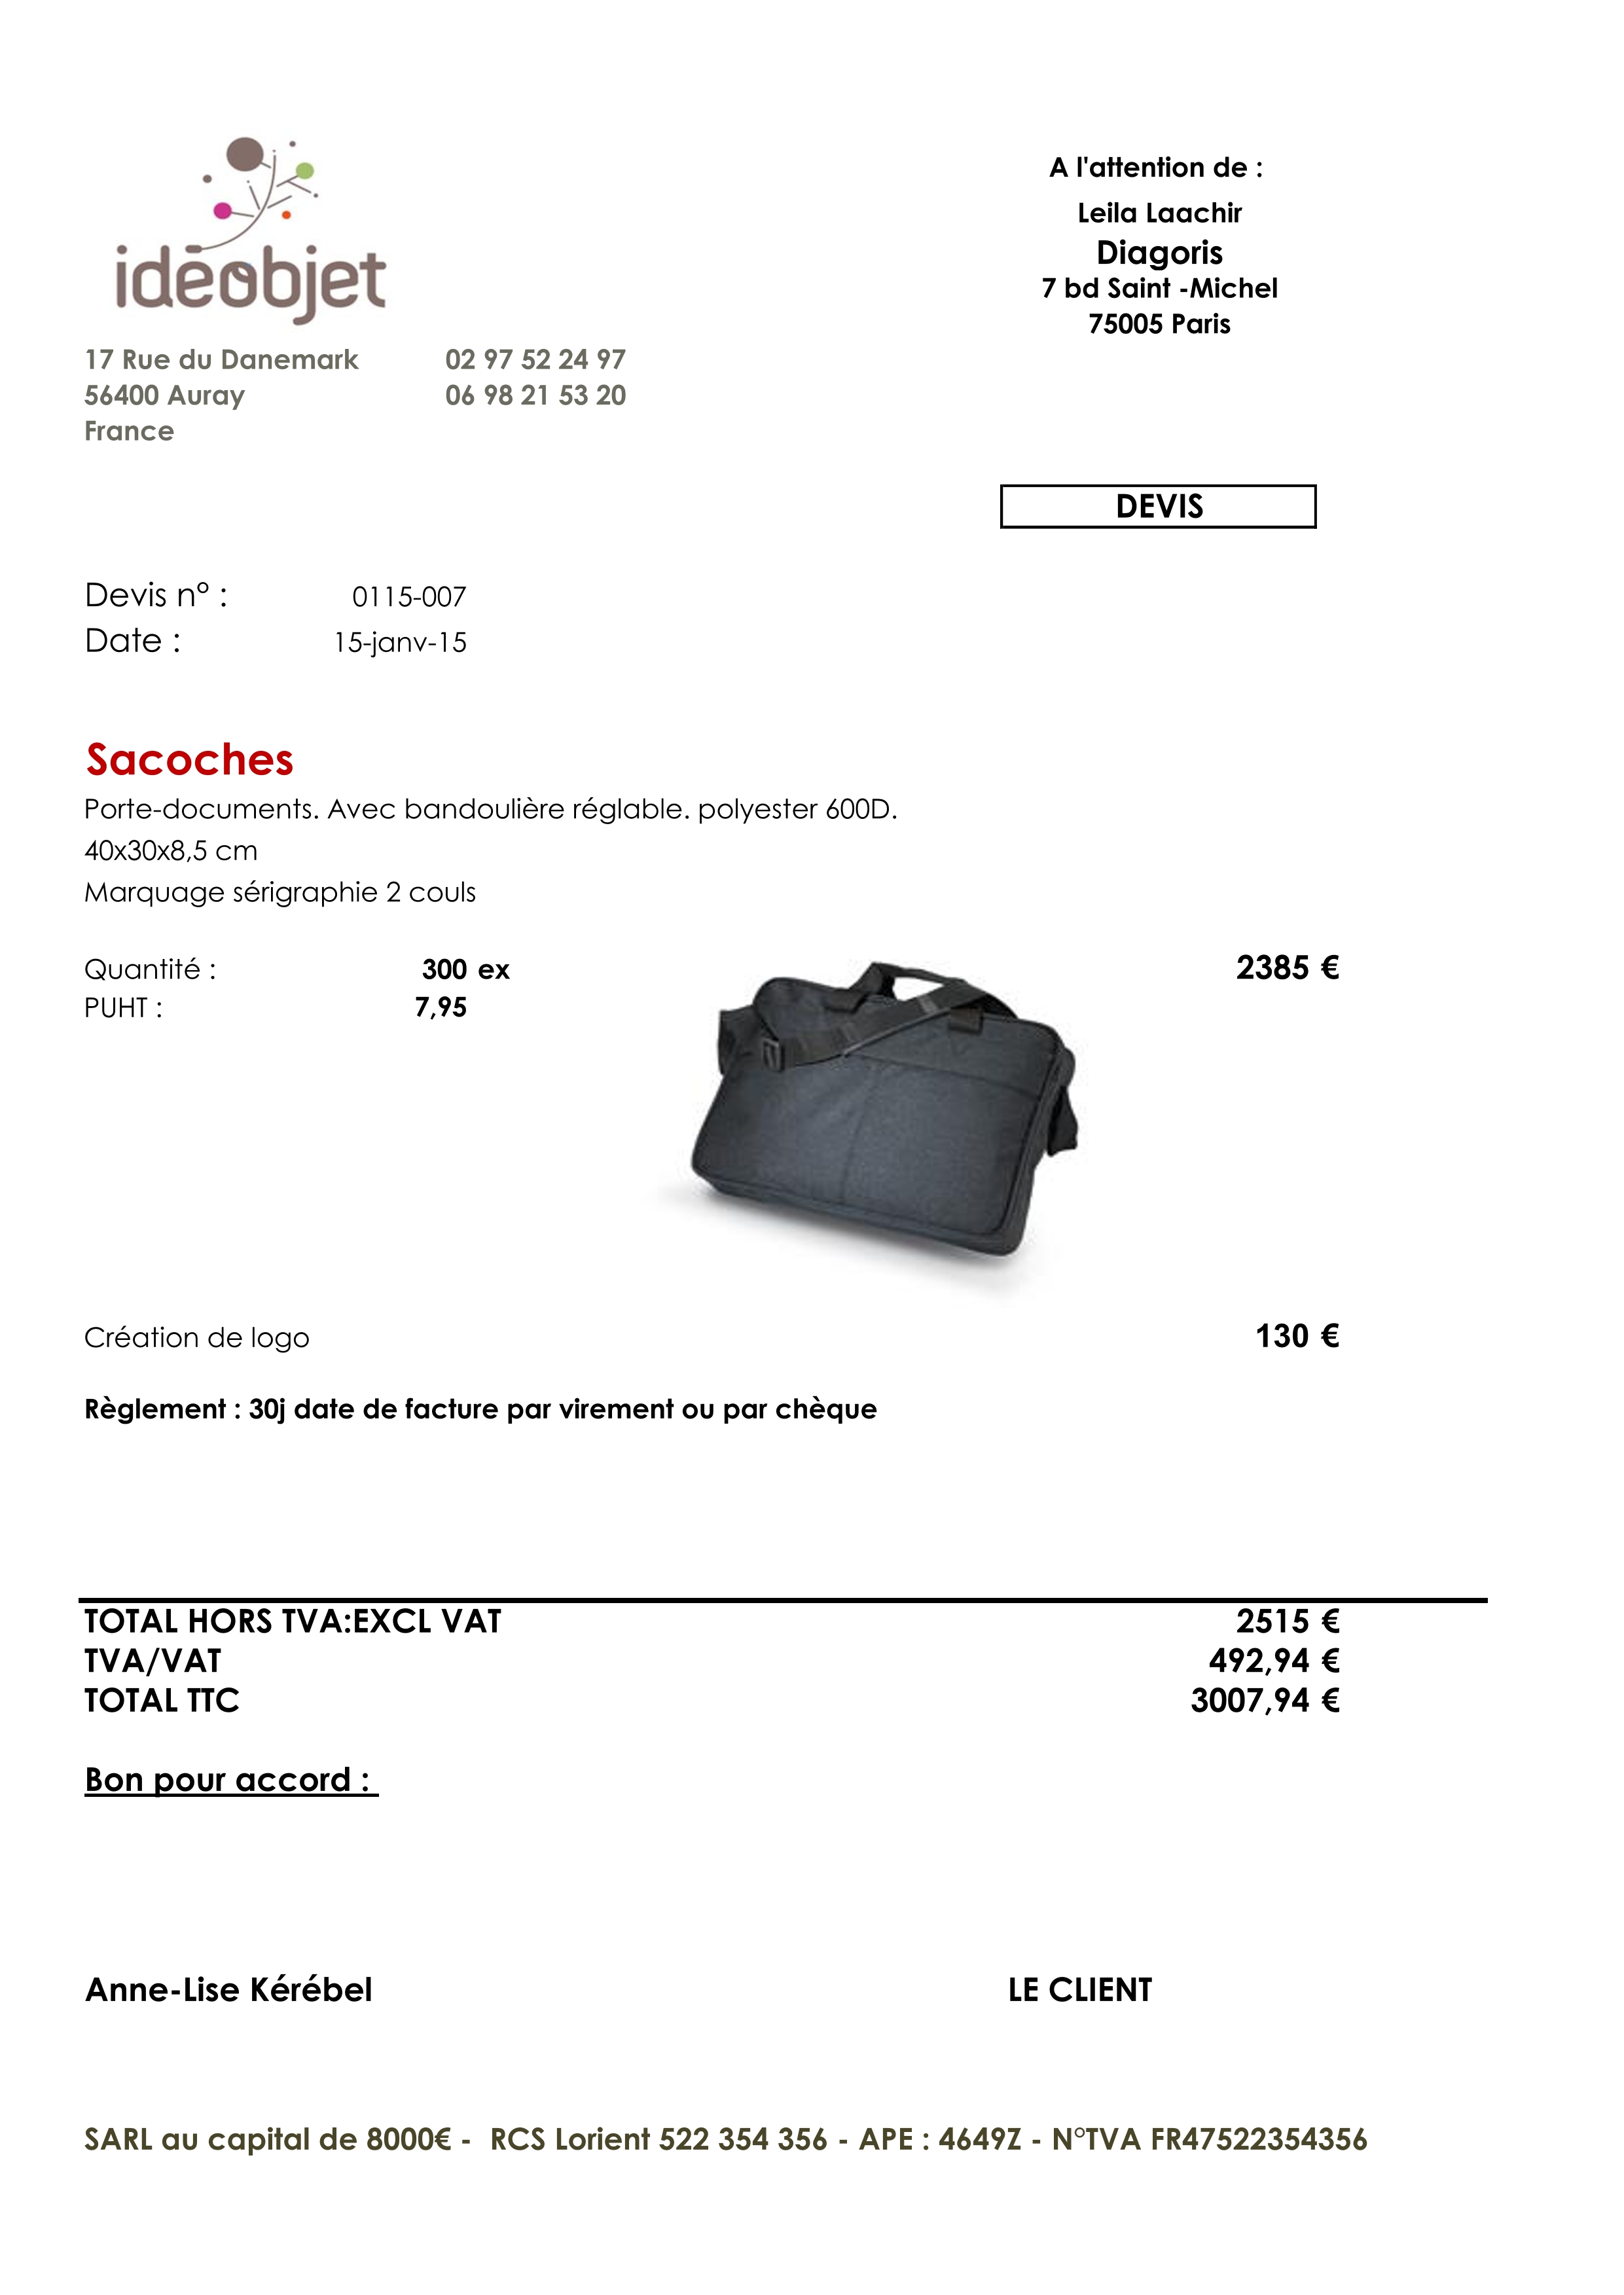 idéobjet
A l'attention de :
Leila Laachir
Diagoris
7 bd Saint -Michel
75005 Paris
17 Rue du Danemark 02 97 52 24 97
56400 Auray 06 98 21 53 20
France
DEVIS
Devis n° : 0115-007
Date : 15-janv-15
Sacoches
Porte-documents. Avec bandoulière réglable. polyester 600D.
40x30x8,5 cm
Marquage sérigraphie 2 couls
Quantité : 300 ex 2385 €
PUHT : 7,95
Création de logo 130 €
Règlement : 30j date de facture par virement ou par chèque
TOTAL HORS TVA:EXCL VAT 2515 €
TVA/VAT 492,94 €
TOTAL TTC 3007,94 €
Bon pour accord :
Anne-Lise Kérébel LE CLIENT
SARL au capital de 8000€ - RCS Lorient 522 354 356 - APE : 4649Z - N°TVA FR47522354356